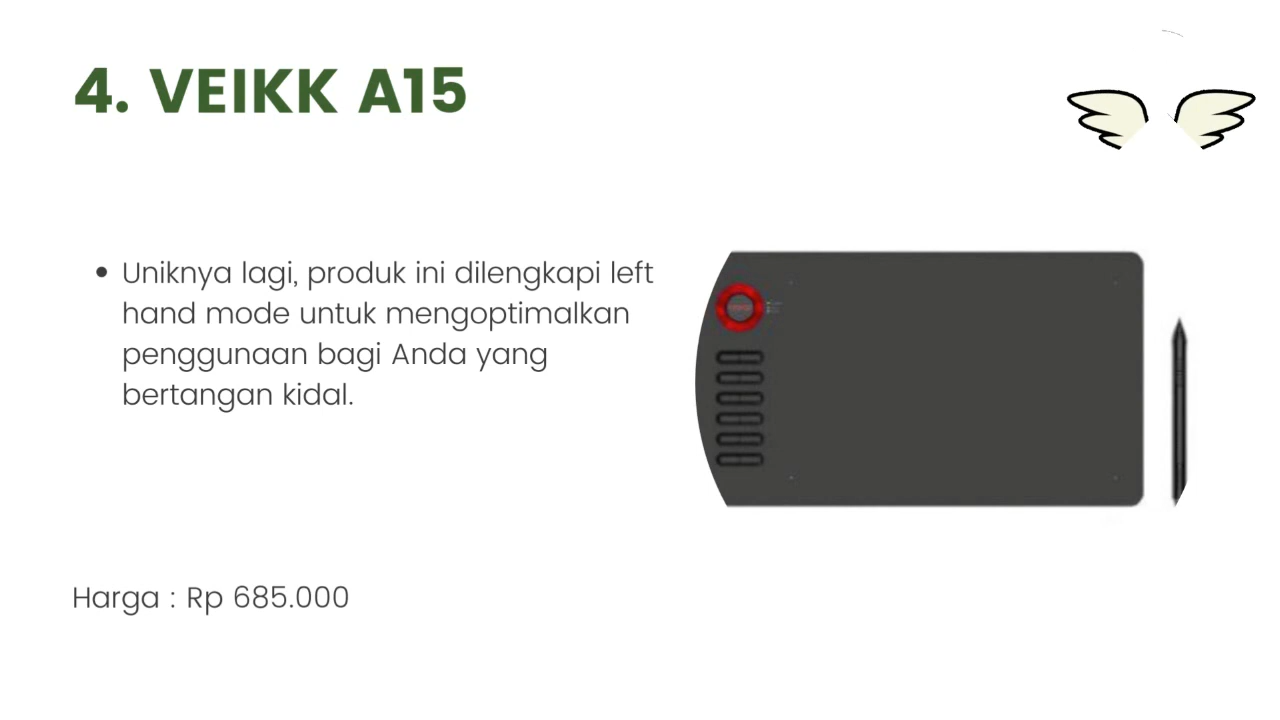 4. VEIKK A15
• Uniknya lagi, produk ini dilengkapi left
hand mode untuk mengoptimalkan
penggunaan bagi Anda yang
bertangan kidal.
Harga : Rp 685.000